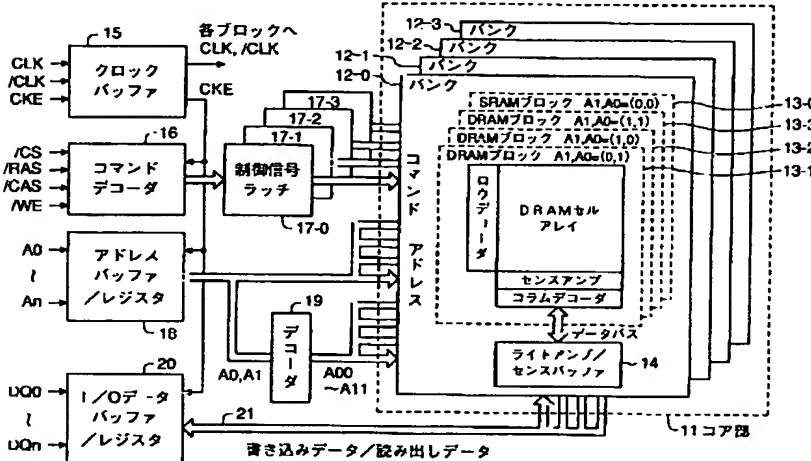 15
各ブロックへ
CLK, /CLK
CLK
/CLK
CKE
クロック
バッファ
CKE
16
/CS
/RAS
/CAS
/WE
コマンド
デコーダ
17-3
17-2
17-1
制御信号
ラッチ
17-0
A0
~
An
アドレス
バッファ
/レジスタ
18
19
デコーダ
A0,A1
A00
~A11
20
DQ0
~
DQn
I/Oデータ
バッファ
/レジスタ
21
書き込みデータ/読み出しデータ
12-3
バンク
12-2
バンク
12-1
バンク
12-0
バンク
コマンド
アドレス
SRAMブロック A1,A0=(0,0)
13-0
DRAMブロック A1,A0=(1,1)
13-3
DRAMブロック A1,A0=(1,0)
13-2
DRAMブロック A1,A0=(0,1)
13-1
ロウデコーダ
DRAMセル
アレイ
センスアンプ
コラムデコーダ
データバス
ライトアンプ/
センスバッファ
14
11コア部